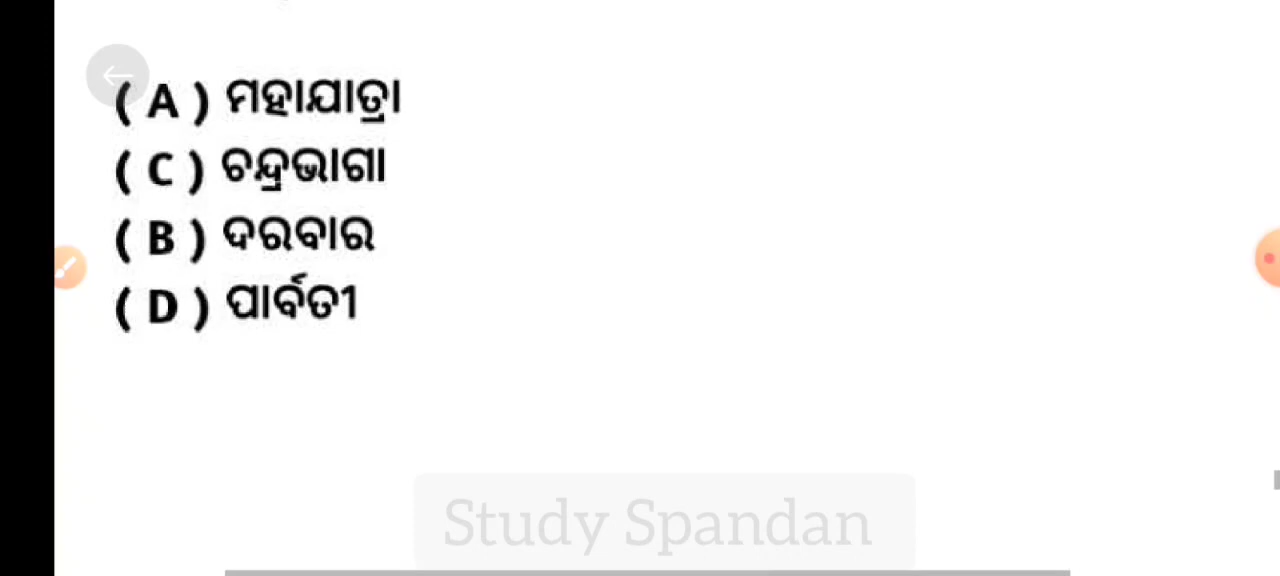 ( A ) ମହାଯାତ୍ରା
( C ) ଚନ୍ଦ୍ରଭାଗା
( B ) ଦରବାର
( D ) ପାର୍ବତୀ
Study Spandan